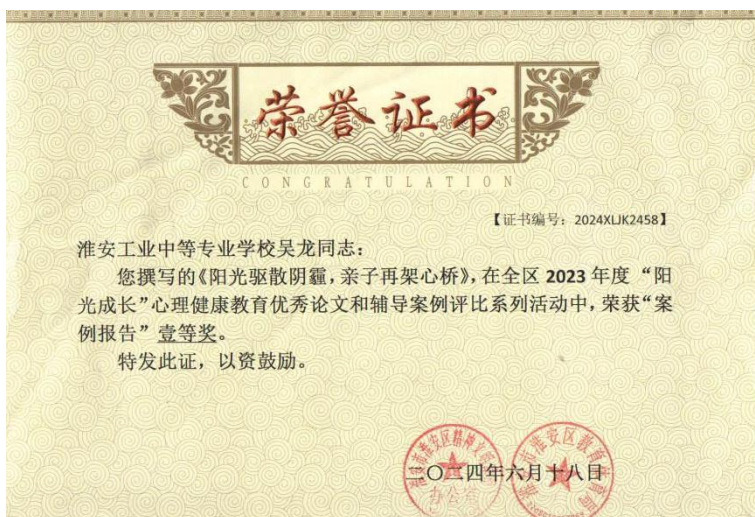 荣誉证书
CONGRATULATION
【证书编号：2024XLJK2458】
淮安工业中等专业学校吴龙同志：
您撰写的《阳光驱散阴霾，亲子再架心桥》，在全区 2023 年度 “阳
光成长”心理健康教育优秀论文和辅导案例评比系列活动中，荣获“案
例报告” 壹等奖。
特发此证，以资鼓励。
二〇二四年六月十八日
办公室